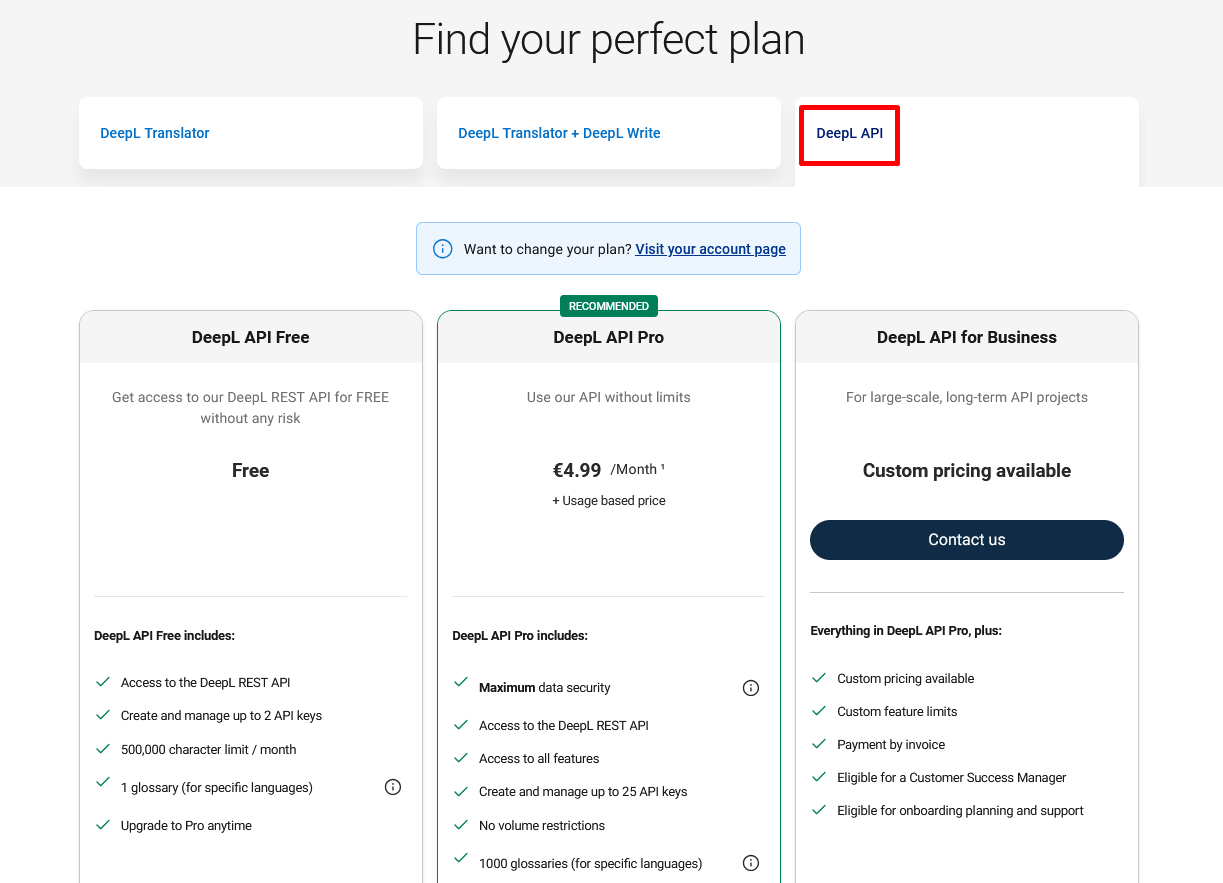 Find your perfect plan
DeepL Translator
DeepL Translator + DeepL Write
DeepL API
Want to change your plan? Visit your account page
DeepL API Free
Get access to our DeepL REST API for FREE
without any risk
Free
DeepL API Free includes:
Access to the DeepL REST API
Create and manage up to 2 API keys
500,000 character limit / month
1 glossary (for specific languages)
Upgrade to Pro anytime
RECOMMENDED
DeepL API Pro
Use our API without limits
€4.99 /Month ¹
+ Usage based price
DeepL API Pro includes:
Maximum data security
Access to the DeepL REST API
Access to all features
Create and manage up to 25 API keys
No volume restrictions
1000 glossaries (for specific languages)
DeepL API for Business
For large-scale, long-term API projects
Custom pricing available
Contact us
Everything in DeepL API Pro, plus:
Custom pricing available
Custom feature limits
Payment by invoice
Eligible for a Customer Success Manager
Eligible for onboarding planning and support